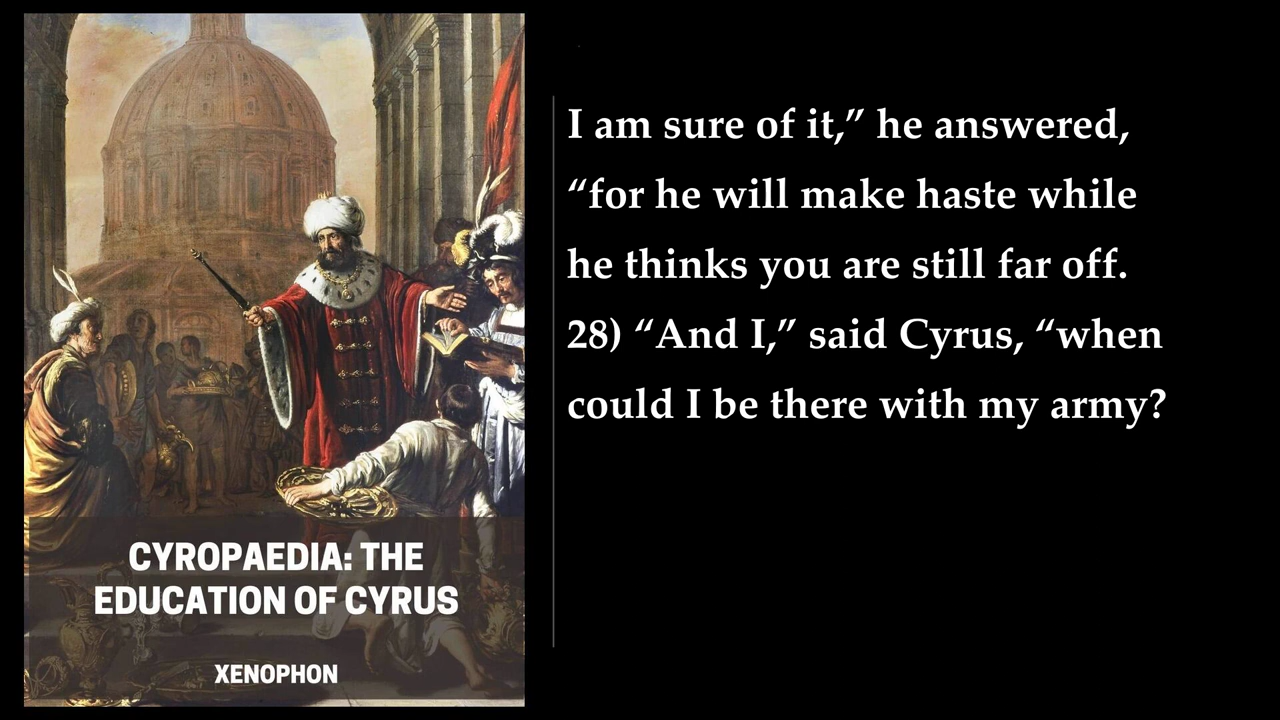 I am sure of it,” he answered,
“for he will make haste while
he thinks you are still far off.
28) “And I,” said Cyrus, “when
could I be there with my army?
CYROPAEDIA: THE
EDUCATION OF CYRUS
XENOPHON